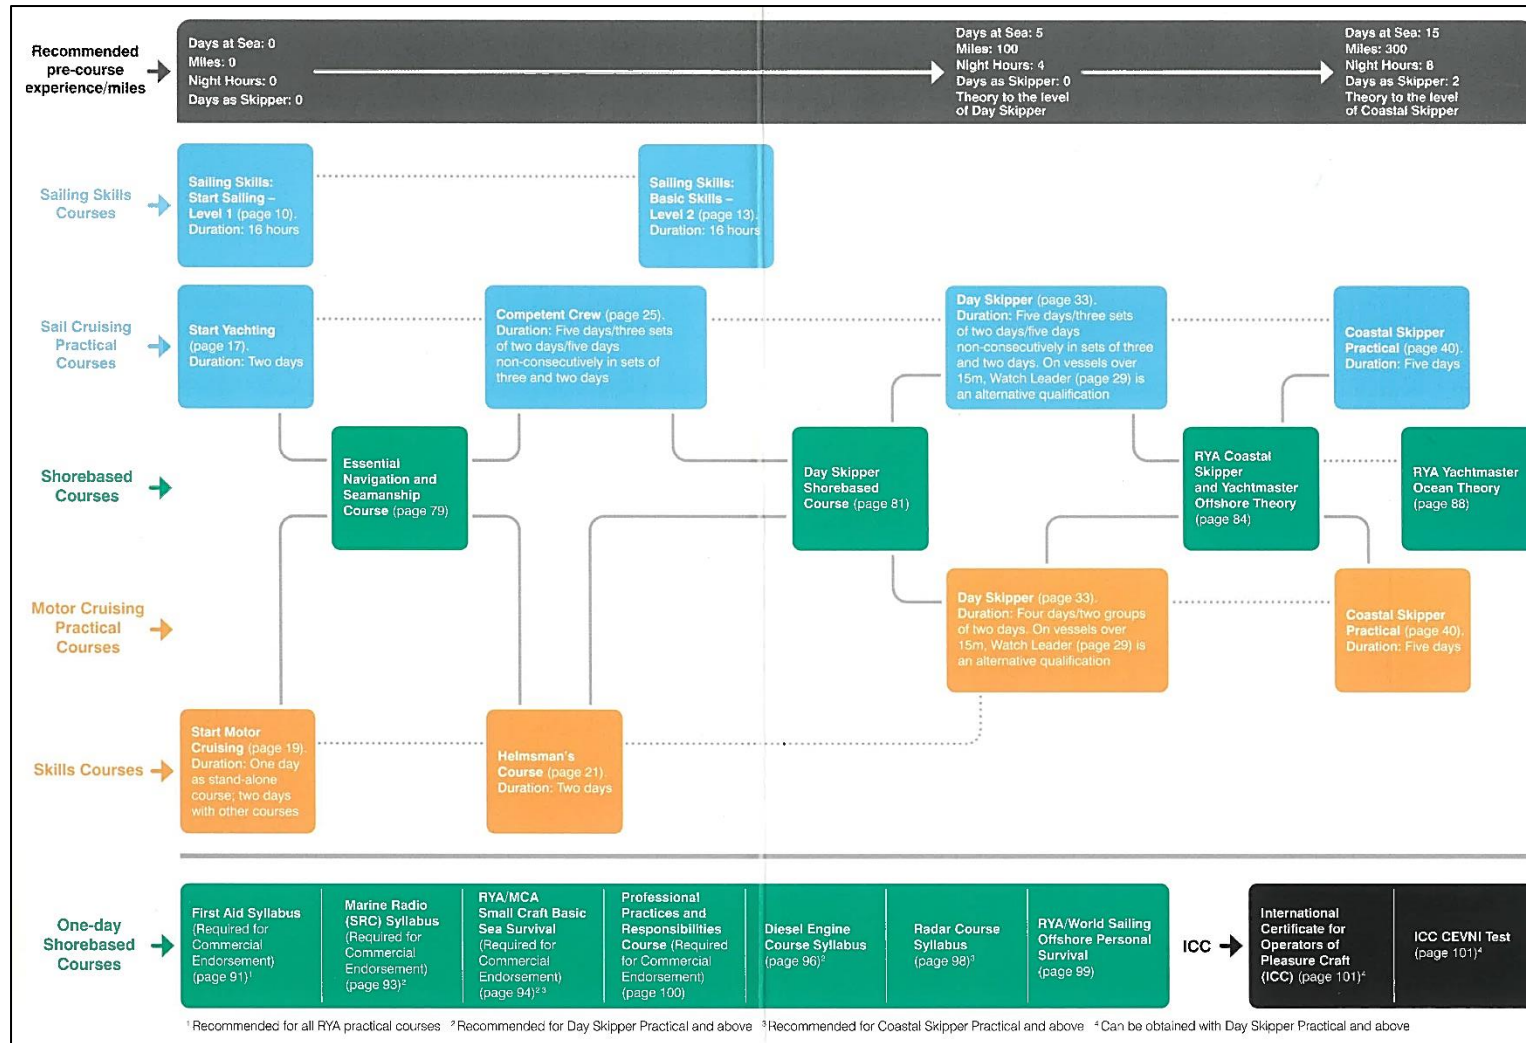 Recommended
pre-course
experience/miles
Days at Sea: 0
Miles: 0
Night Hours: 0
Days as Skipper: 0
Days at Sea: 5
Miles: 100
Night Hours: 4
Days as Skipper: 0
Theory to the level
of Day Skipper
Days at Sea: 15
Miles: 300
Night Hours: 8
Days as Skipper: 2
Theory to the level
of Coastal Skipper
Sailing Skills
Courses
Sailing Skills:
Start Sailing –
Level 1 (page 10).
Duration: 16 hours
Sailing Skills:
Basic Skills –
Level 2 (page 13).
Duration: 16 hours
Sail Cruising
Practical
Courses
Start Yachting
(page 17).
Duration: Two days
Competent Crew (page 25).
Duration: Five days/three sets
of two days/five days
non-consecutively in sets of
three and two days
Day Skipper (page 33).
Duration: Five days/three sets
of two days/five days
non-consecutively in sets of three
and two days. On vessels over
15m, Watch Leader (page 29) is
an alternative qualification
Coastal Skipper
Practical (page 40).
Duration: Five days
Shorebased
Courses
Essential
Navigation and
Seamanship
Course (page 79)
Day Skipper
Shorebased
Course (page 81)
RYA Coastal
Skipper
and Yachtmaster
Offshore Theory
(page 84)
RYA Yachtmaster
Ocean Theory
(page 88)
Motor Cruising
Practical
Courses
Day Skipper (page 33).
Duration: Four days/two groups
of two days. On vessels over
15m, Watch Leader (page 29) is
an alternative qualification
Coastal Skipper
Practical (page 40).
Duration: Five days
Skills Courses
Start Motor
Cruising (page 19).
Duration: One day
as stand-alone
course; two days
with other courses
Helmsman's
Course (page 21).
Duration: Two days
One-day
Shorebased
Courses
First Aid Syllabus
(Required for
Commercial
Endorsement)
(page 91)¹
Marine Radio
(SRC) Syllabus
(Required for
Commercial
Endorsement)
(page 93)²
RYA/MCA
Small Craft Basic
Sea Survival
(Required for
Commercial
Endorsement)
(page 94)²³
Professional
Practices and
Responsibilities
Course (Required
for Commercial
Endorsement)
(page 100)
Diesel Engine
Course Syllabus
(page 96)²
Radar Course
Syllabus
(page 98)³
RYA/World Sailing
Offshore Personal
Survival
(page 99)
ICC
International
Certificate for
Operators of
Pleasure Craft
(ICC) (page 101)⁴
ICC CEVNI Test
(page 101)⁴
¹ Recommended for all RYA practical courses ² Recommended for Day Skipper Practical and above ³ Recommended for Coastal Skipper Practical and above ⁴ Can be obtained with Day Skipper Practical and above